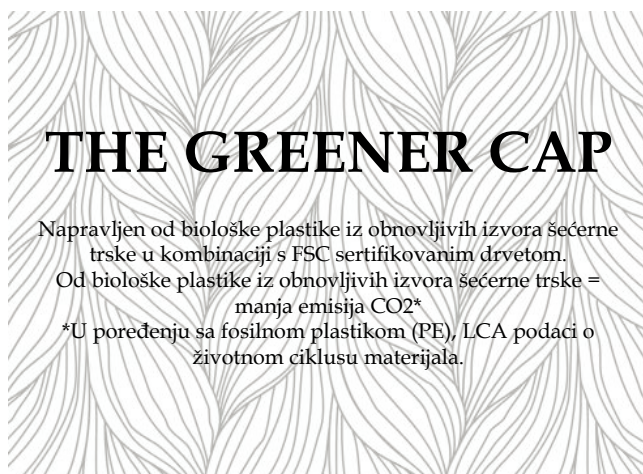 THE GREENER CAP
Napravljen od biološke plastike iz obnovljivih izvora šećerne
trske u kombinaciji s FSC sertifikovanim drvetom.
Od biološke plastike iz obnovljivih izvora šećerne trske =
manja emisija CO2*
*U poređenju sa fosilnom plastikom (PE), LCA podaci o
životnom ciklusu materijala.